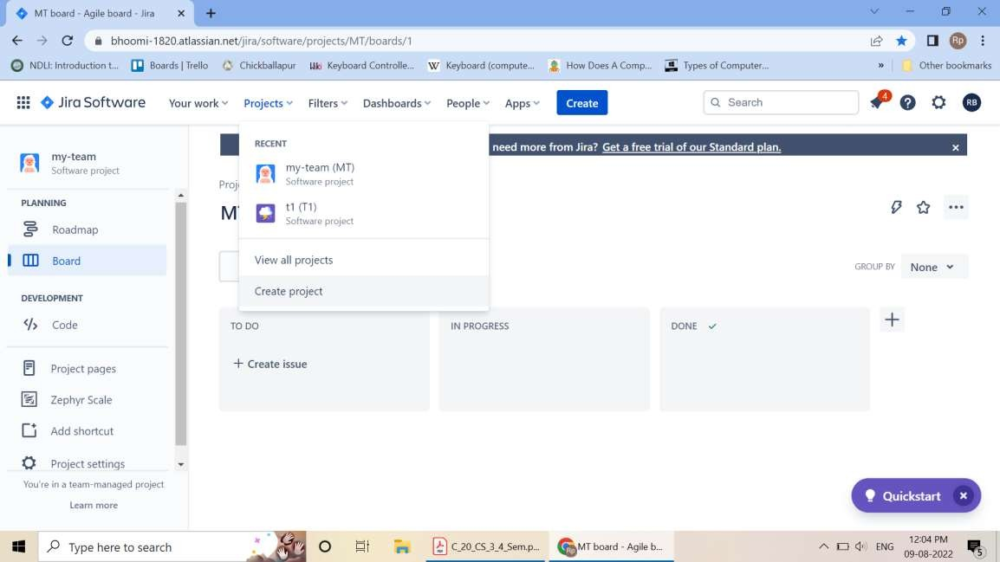 MT board - Agile board - Jira
bhoomi-1820.atlassian.net/jira/software/projects/MT/boards/1
Rp
NDLI: Introduction t...
Boards | Trello
Chickballapur
Keyboard Controlle...
Keyboard (compute...
How Does A Comp...
Types of Computer...
»
Other bookmarks
Jira Software
Your work
Projects
Filters
Dashboards
People
Apps
Create
Search
4
RB
my-team
Software project
PLANNING
Roadmap
Board
DEVELOPMENT
Code
Project pages
Zephyr Scale
Add shortcut
Project settings
You're in a team-managed project
Learn more
RECENT
my-team (MT)
Software project
t1 (T1)
Software project
View all projects
Create project
need more from Jira? Get a free trial of our Standard plan.
Proj
MT
GROUP BY
None
TO DO
+ Create issue
IN PROGRESS
DONE
Quickstart
Type here to search
C_20_CS_3_4_Sem.p...
Rp
MT board - Agile b...
ENG
12:04 PM
09-08-2022
5